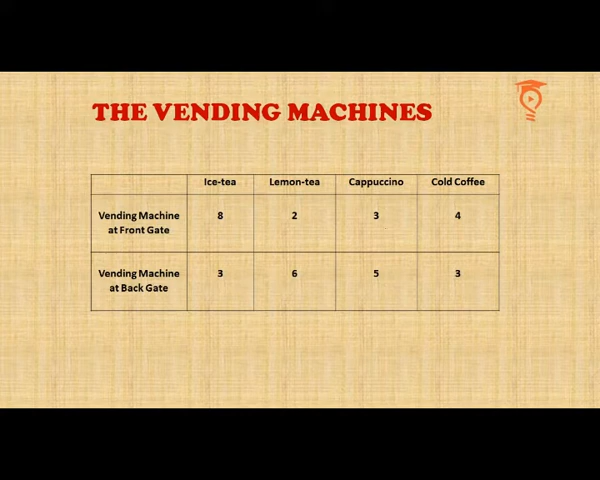 THE VENDING MACHINES
Ice-tea Lemon-tea Cappuccino Cold Coffee
Vending Machine
at Front Gate
8 2 3 4
Vending Machine
at Back Gate
3 6 5 3